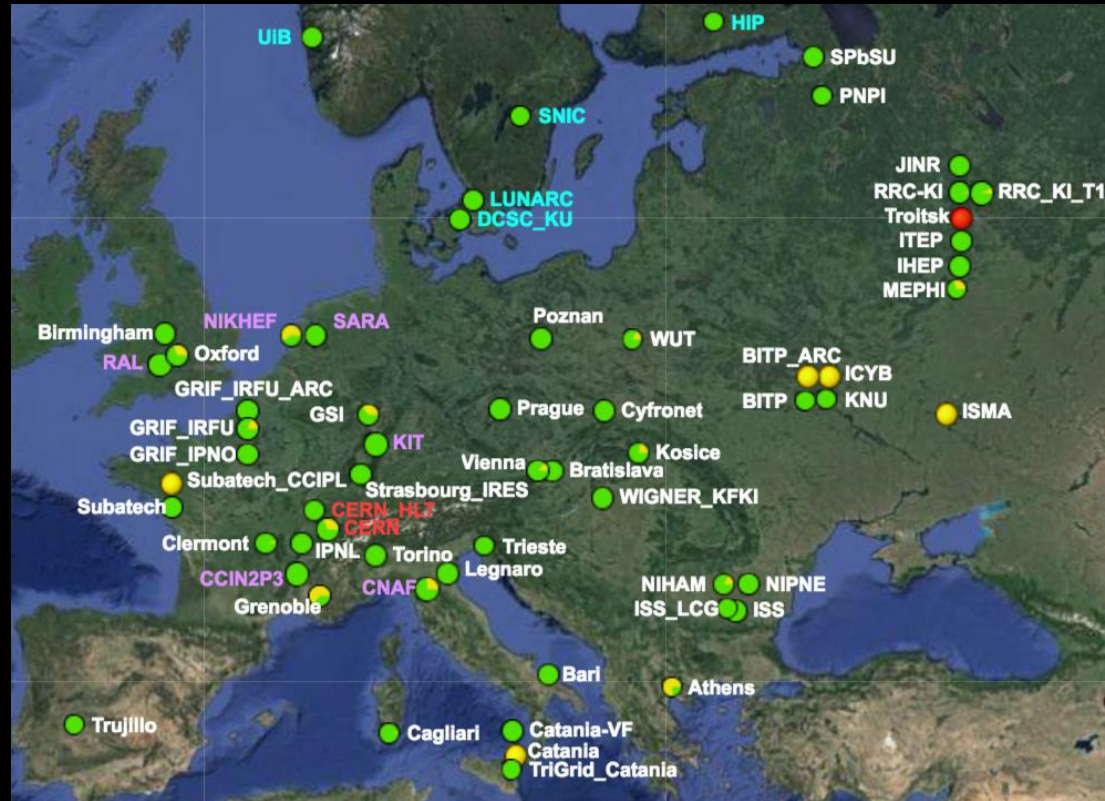 UiB
HIP
SPbSU
PNPI
SNIC
JINR
RRC-KI
RRC_KI_T1
LUNARC
DCSC_KU
Troitsk
ITEP
IHEP
MEPHI
Birmingham
NIKHEF
SARA
Poznan
WUT
RAL
Oxford
BITP_ARC
ICYB
GRIF_IRFU_ARC
GSI
Prague
Cyfronet
BITP
KNU
ISMA
GRIF_IRFU
KIT
GRIF_IPNO
Kosice
Subatech_CCIPL
Strasbourg_IRES
Vienna
Bratislava
WIGNER_KFKI
Subatech
CERN_HLT
CERN
Clermont
IPNL
Torino
Trieste
Legnaro
CCIN2P3
CNAF
NIHAM
NIPNE
Grenoble
ISS_LCG
ISS
Bari
Athens
Trujillo
Cagliari
Catania-VF
Catania
TriGrid_Catania